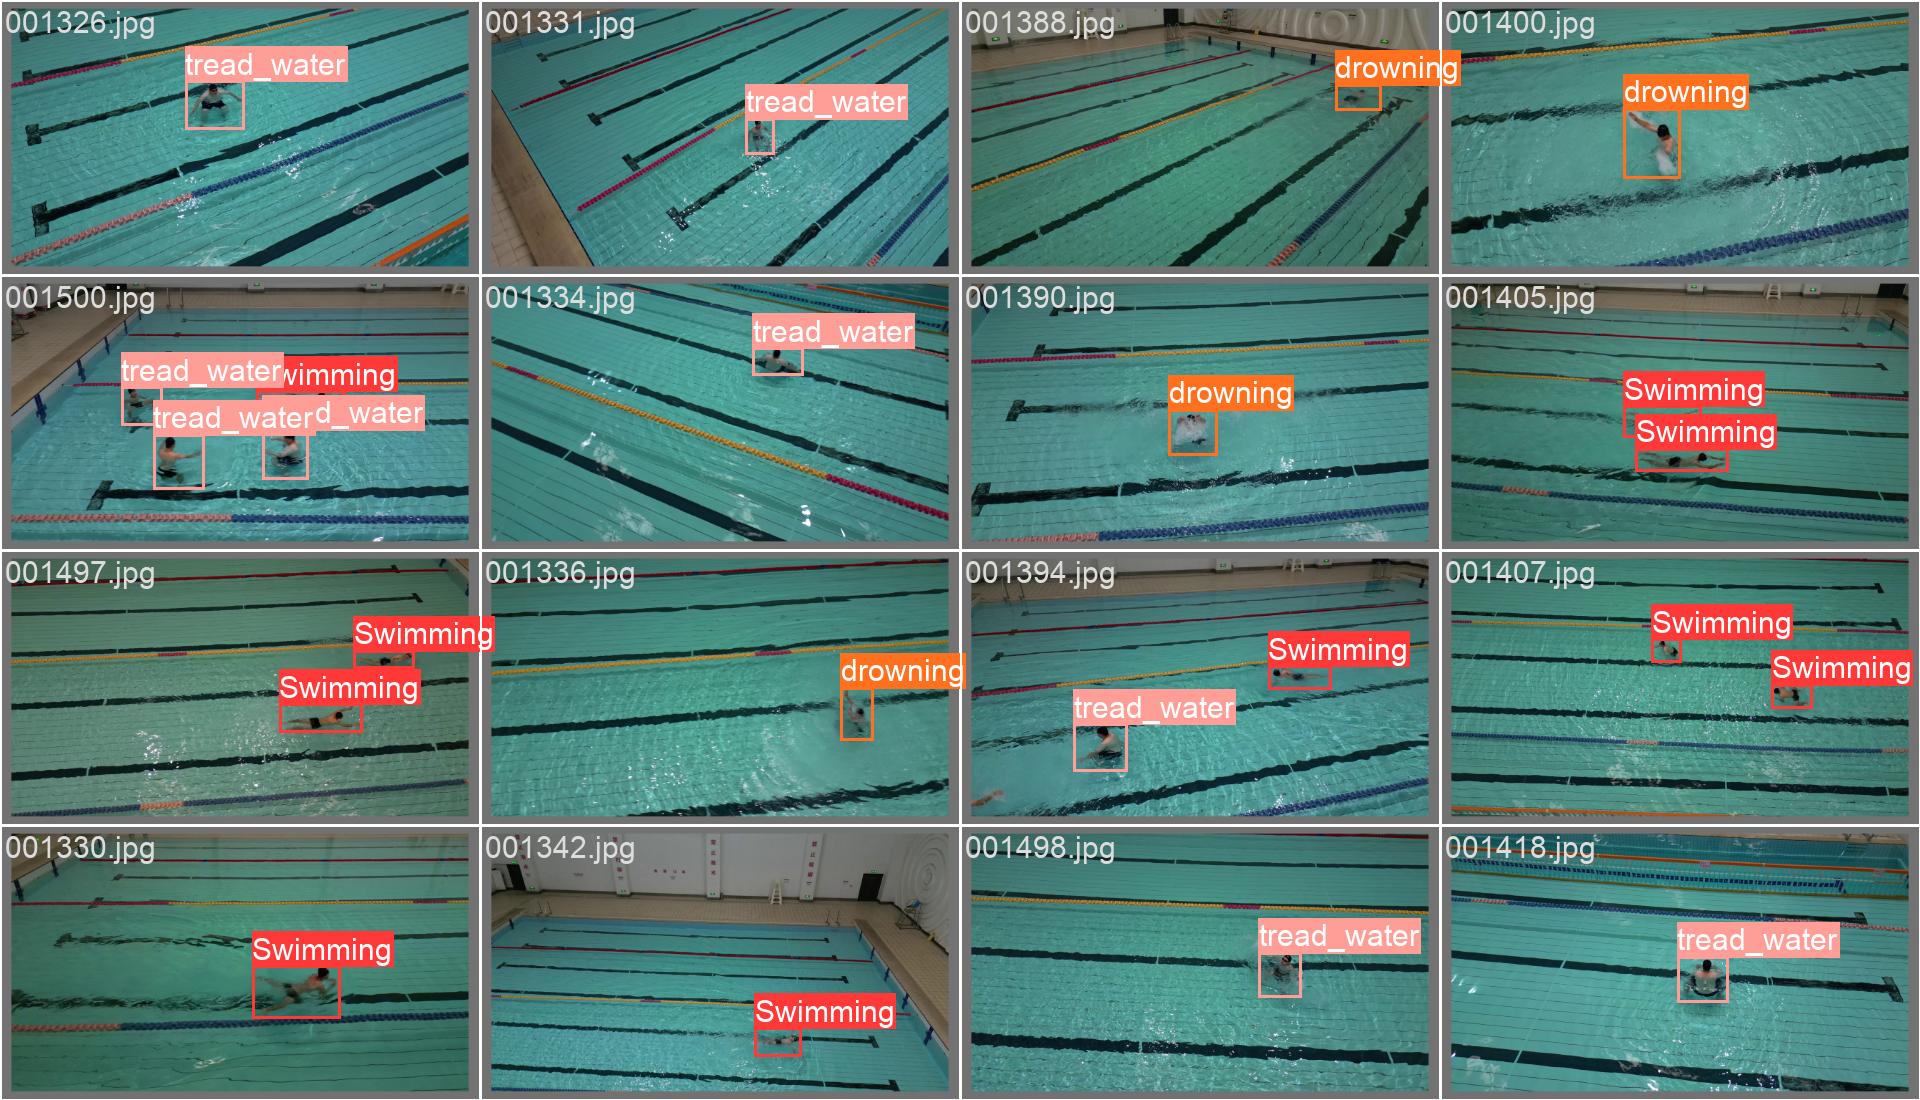 001326.jpg
tread_water
001331.jpg
tread_water
001388.jpg
drowning
001400.jpg
drowning
001500.jpg
tread_water
wimming
tread_water
d_water
001334.jpg
tread_water
001390.jpg
drowning
001405.jpg
Swimming
Swimming
001497.jpg
Swimming
Swimming
001336.jpg
drowning
001394.jpg
Swimming
tread_water
001407.jpg
Swimming
Swimming
001330.jpg
Swimming
001342.jpg
Swimming
001498.jpg
tread_water
001418.jpg
tread_water